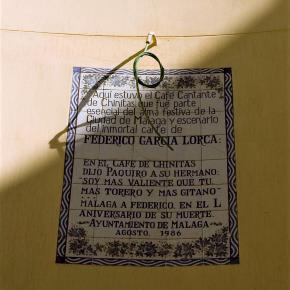 Aquí estuvo el Café Cantante
de Chinitas que fue parte
esencial del alma festiva de la
Ciudad de Málaga y escenario
del inmortal cante de
FEDERICO GARCIA LORCA:
EN EL CAFE DE CHINITAS
DIJO PAQUIRO A SU HERMANO:
SOY MAS VALIENTE QUE TU,
MAS TORERO Y MAS GITANO
MALAGA A FEDERICO, EN EL L
ANIVERSARIO DE SU MUERTE.
AYUNTAMIENTO DE MALAGA
AGOSTO, 1986